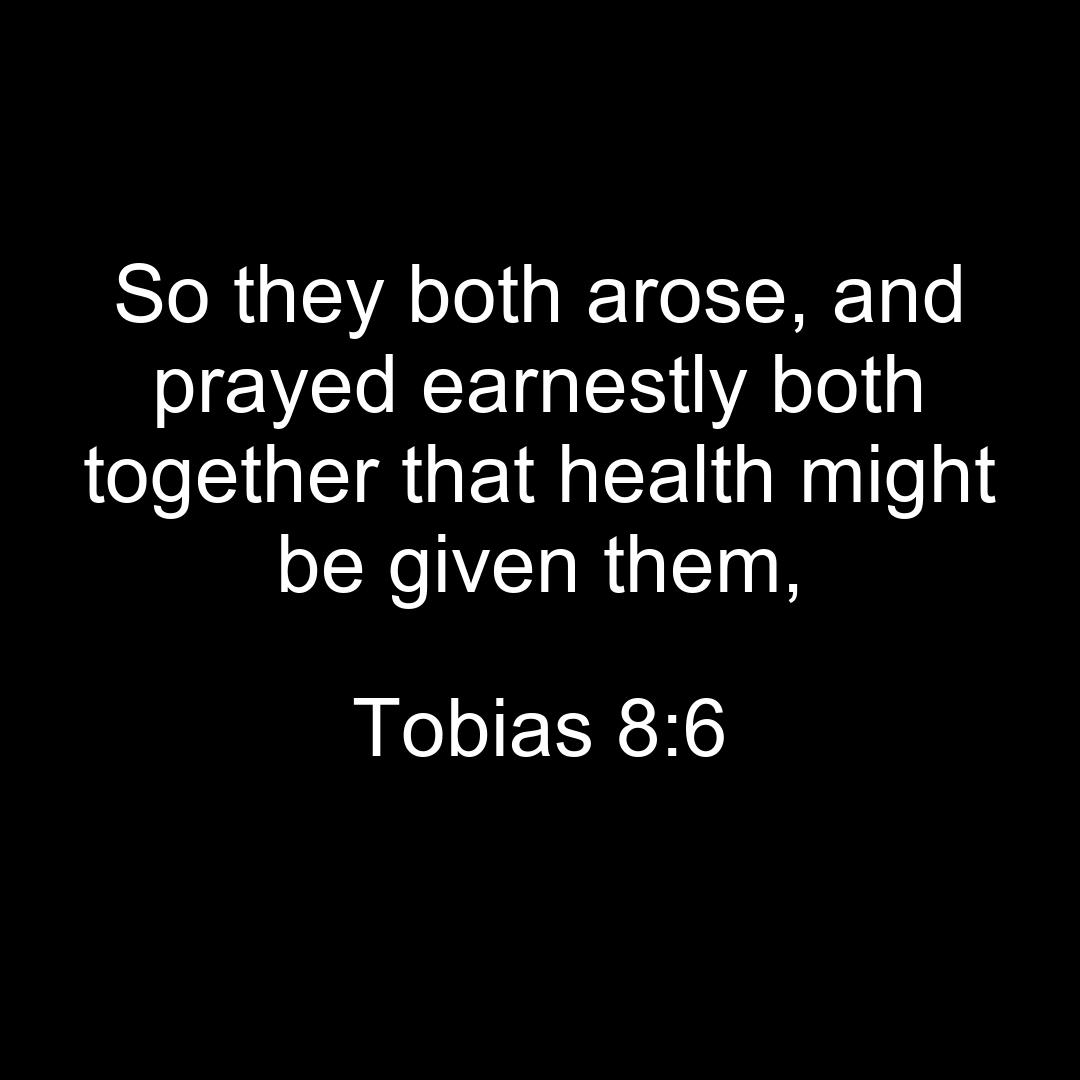 So they both arose, and
prayed earnestly both
together that health might
be given them,
Tobias 8:6